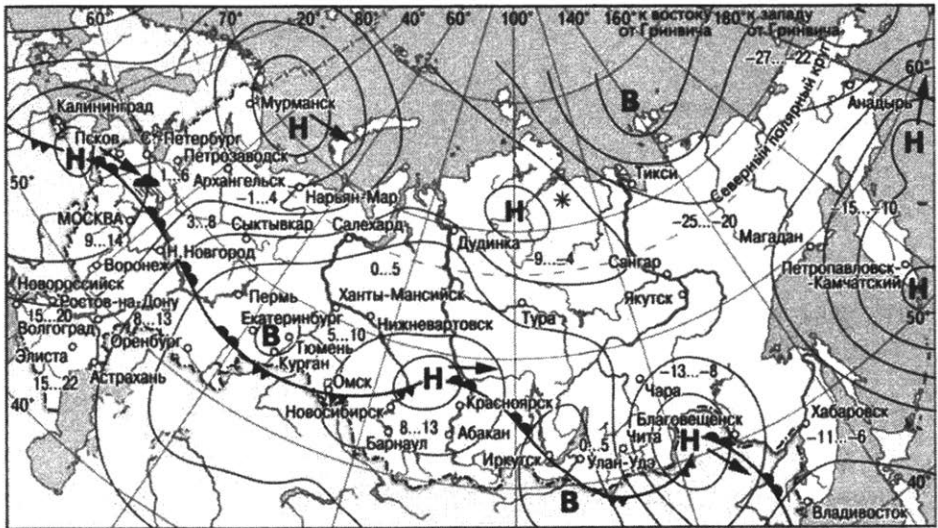 60°
70°
80°
20°
40°
60°
100°
140°
160°
к востоку
от Гринвича
180°
к западу
от Гринвича
-27...-22
Северный полярный круг
60°
Анадырь
Калининград
Мурманск
Н
В
Н
Псков
С.-Петербург
Н
Петрозаводск
1...6
Архангельск
-1...4
Нарьян-Мар
50°
Тикси
Н
-25...-20
-15...-10
МОСКВА
9...14
3...8
Сыктывкар
Салехард
Дудинка
-9...-4
Магадан
Н. Новгород
Воронеж
0...5
Сангар
Петропавловск-
Камчатский
Н
Новороссийск
Ростов-на-Дону
15...20
8...13
Волгоград
Пермь
Ханты-Мансийск
Тура
Якутск
50°
Екатеринбург
5...10
Нижневартовск
В
Тюмень
Оренбург
Курган
Элиста
15...22
Астрахань
40°
Омск
Н
Новосибирск
Красноярск
8...13
Барнаул
Абакан
-13...-8
Чара
Благовещенск
Хабаровск
-11...-6
Н
Чита
0...5
Иркутск
Улан-Удэ
В
40°
Владивосток